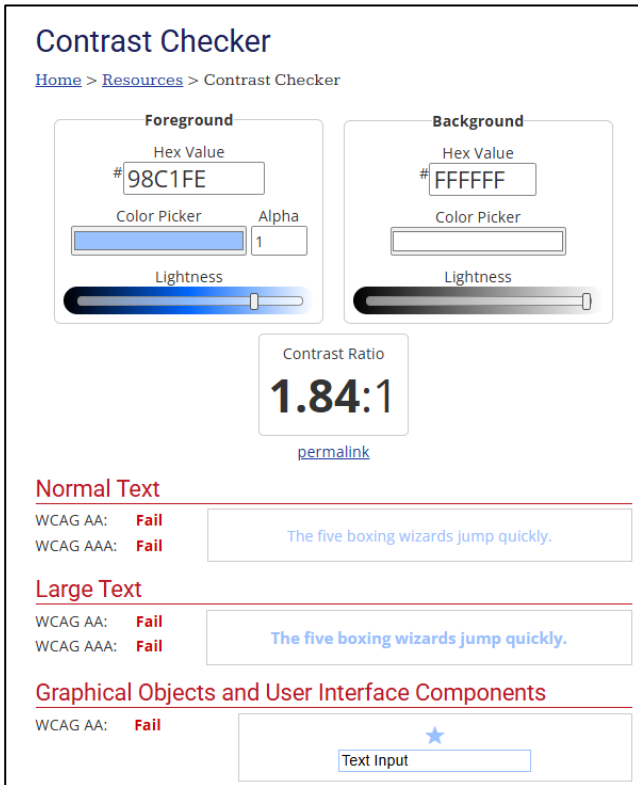 Contrast Checker
Home > Resources > Contrast Checker
Foreground
Hex Value
#98C1FE
Color Picker Alpha
1
Lightness
Background
Hex Value
#FFFFFF
Color Picker
Lightness
Contrast Ratio
1.84:1
permalink
Normal Text
WCAG AA: Fail
WCAG AAA: Fail
The five boxing wizards jump quickly.
Large Text
WCAG AA: Fail
WCAG AAA: Fail
The five boxing wizards jump quickly.
Graphical Objects and User Interface Components
WCAG AA: Fail
Text Input